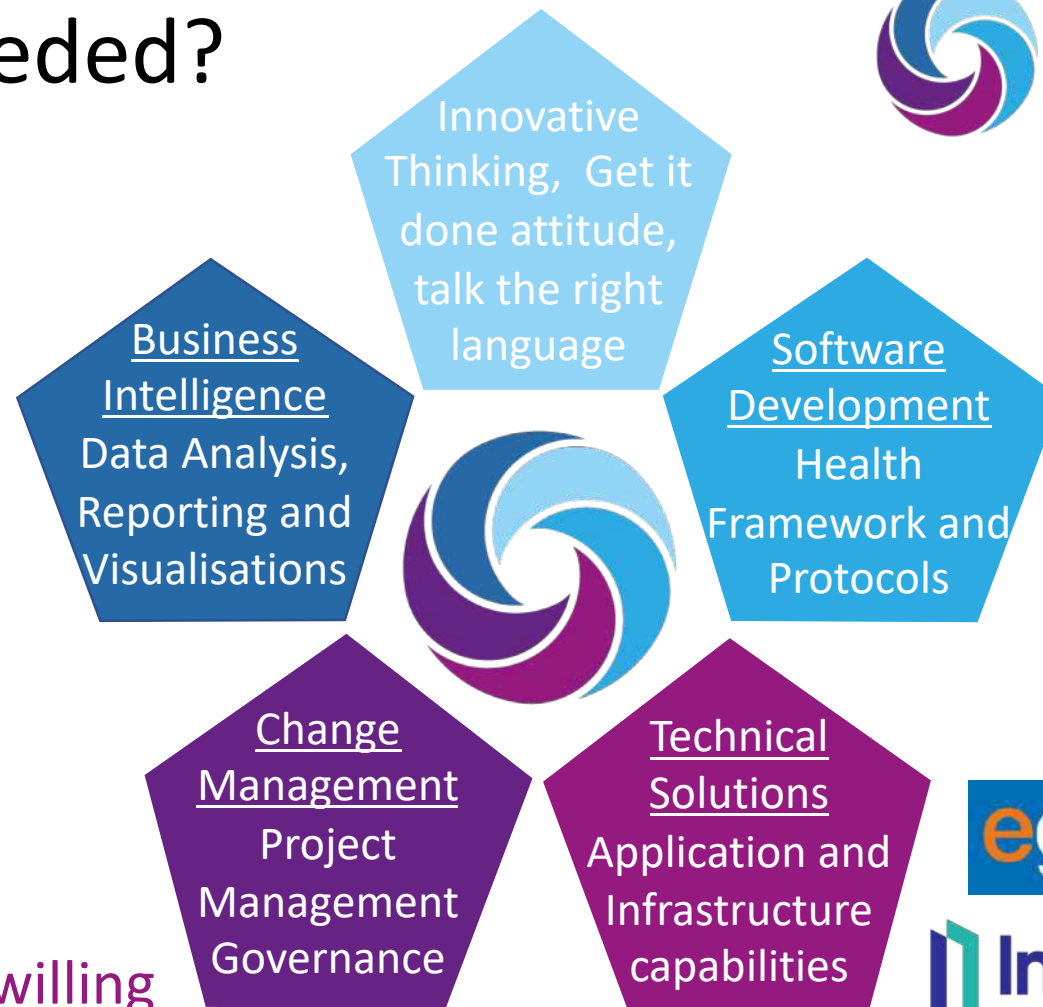 eded?
Innovative
Thinking, Get it
done attitude,
talk the right
language
Business
Intelligence
Data Analysis,
Reporting and
Visualisations
Software
Development
Health
Framework and
Protocols
Change
Management
Project
Management
Governance
Technical
Solutions
Application and
Infrastructure
capabilities
willing
e
In